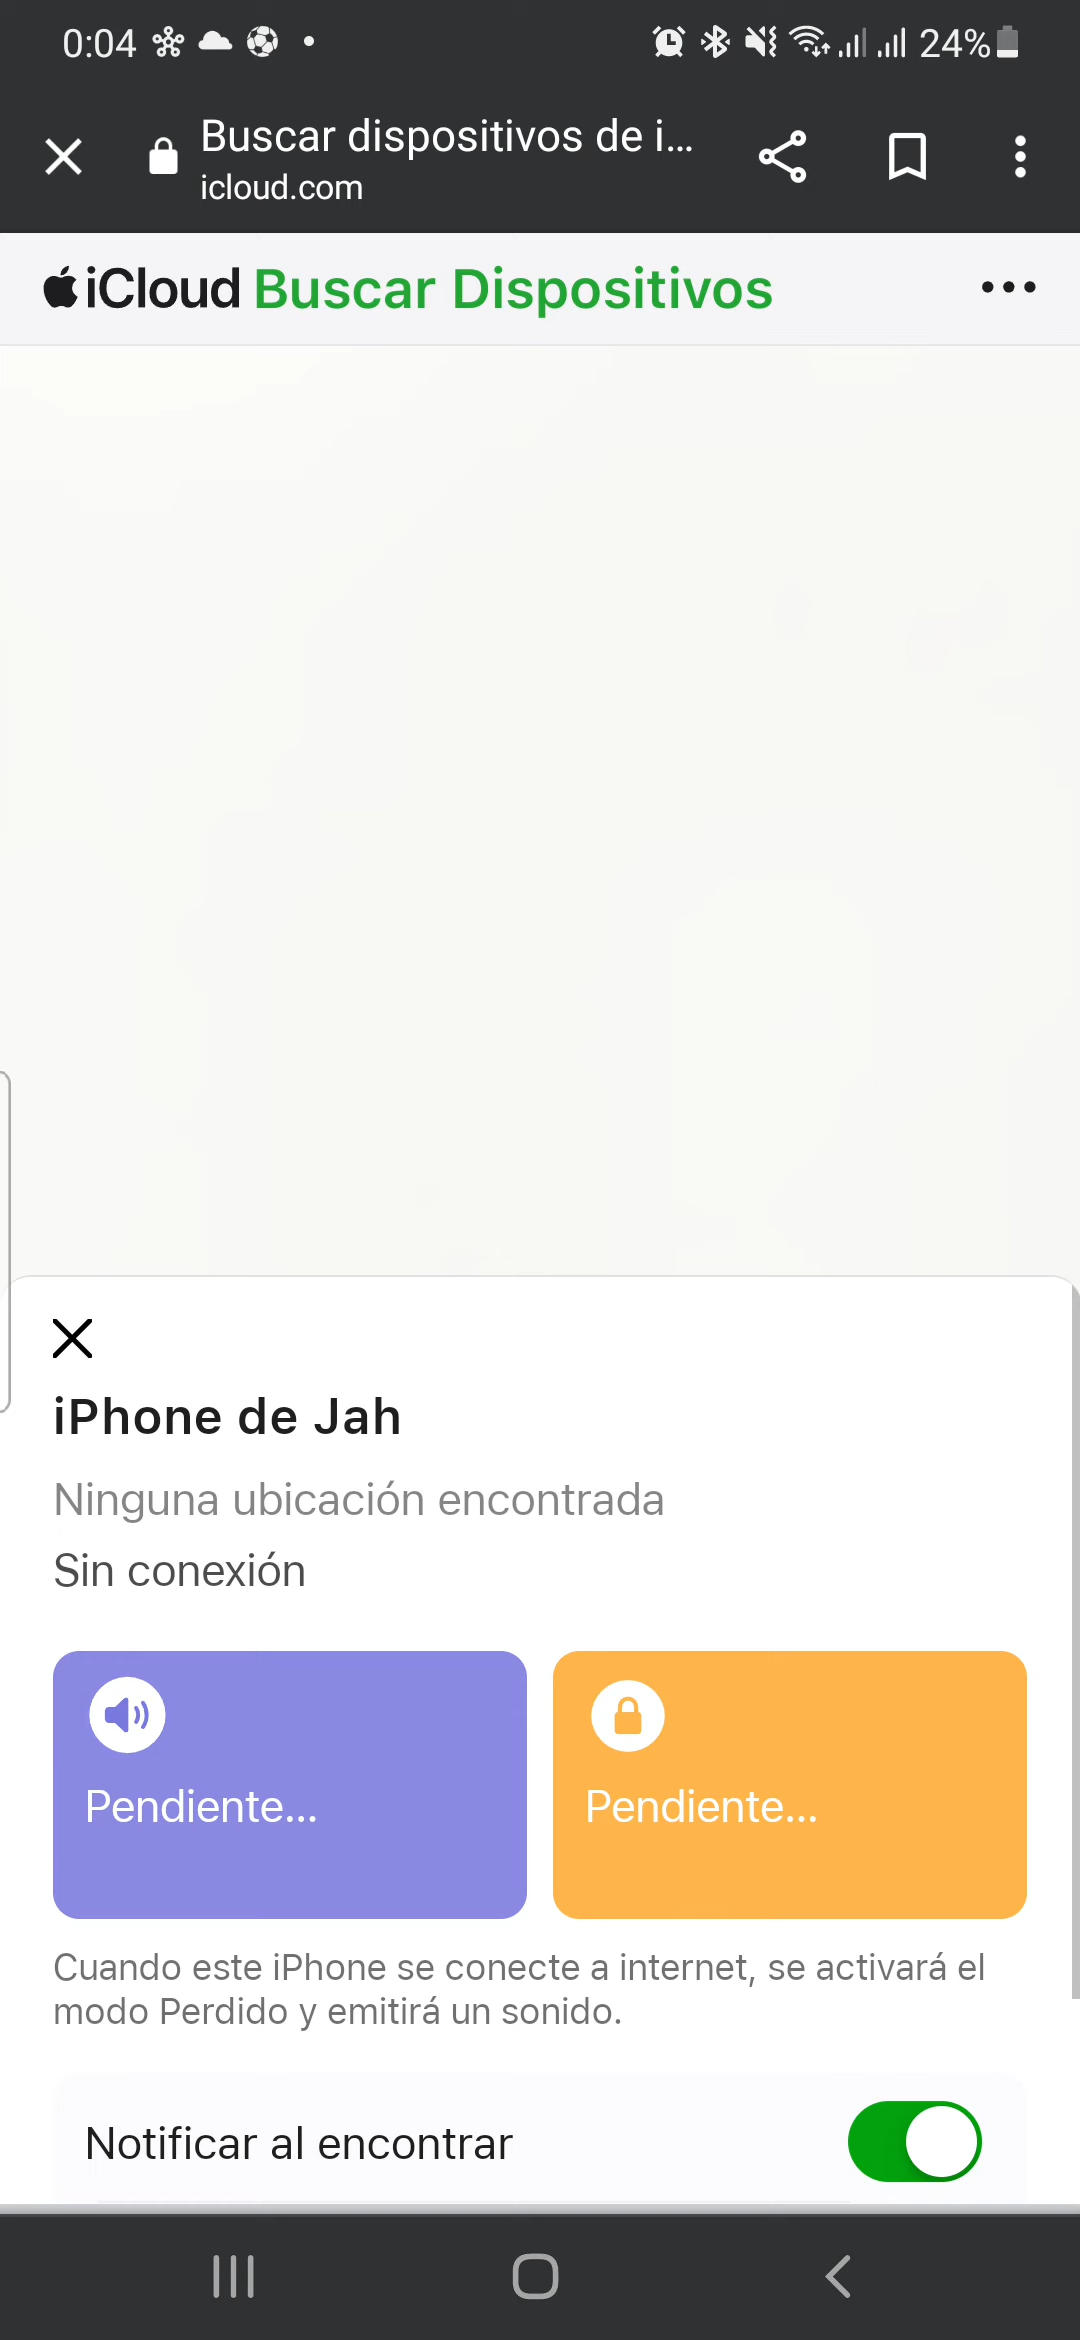 0:04
24%
Buscar dispositivos de i...
icloud.com
iCloud Buscar Dispositivos
iPhone de Jah
Ninguna ubicación encontrada
Sin conexión
Pendiente...
Pendiente...
Cuando este iPhone se conecte a internet, se activará el
modo Perdido y emitirá un sonido.
Notificar al encontrar